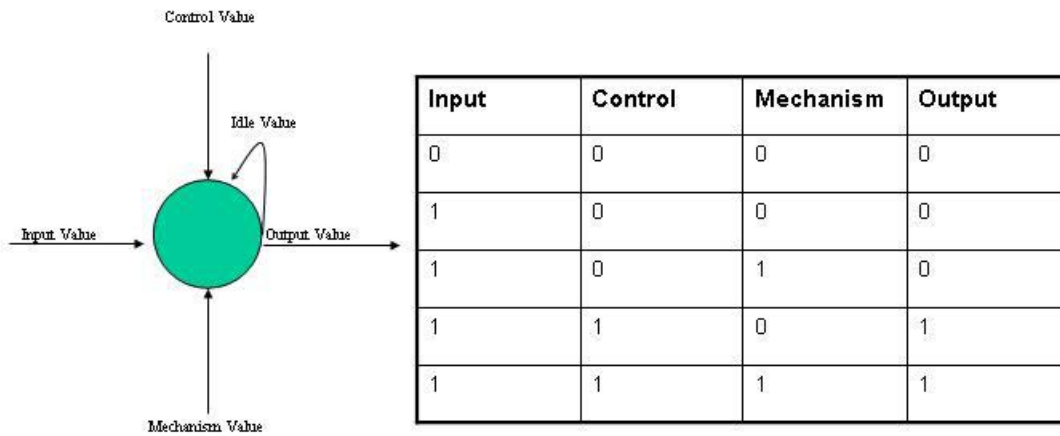 Control Value
Idle Value
Input Value
Output Value
Mechanism Value
Input Control Mechanism Output
0 0 0 0
1 0 0 0
1 0 1 0
1 1 0 1
1 1 1 1